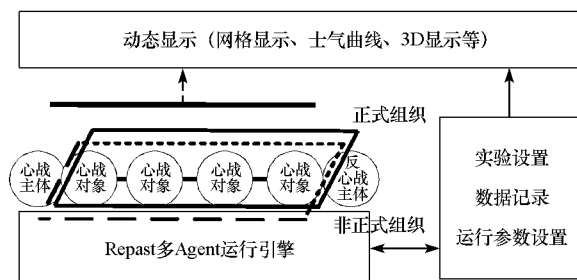 动态显示（网格显示、士气曲线、3D显示等）
正式组织
心战主体
心战对象
心战对象
心战对象
心战对象
反心战主体
实验设置
数据记录
运行参数设置
非正式组织
Repast多Agent运行引擎